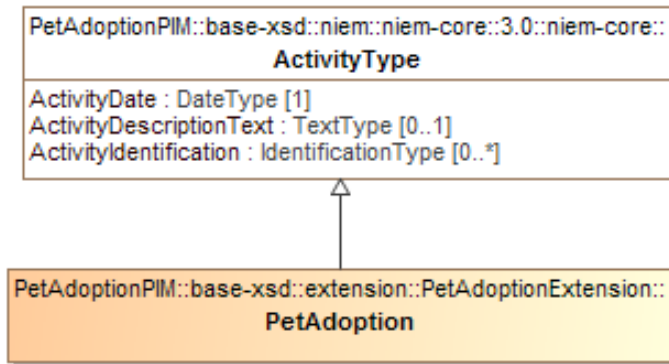 PetAdoptionPIM::base-xsd::niem::niem-core::3.0::niem-core::
ActivityType
ActivityDate : DateType [1]
ActivityDescriptionText : TextType [0..1]
ActivityIdentification : IdentificationType [0..*]
PetAdoptionPIM::base-xsd::extension::PetAdoptionExtension::
PetAdoption